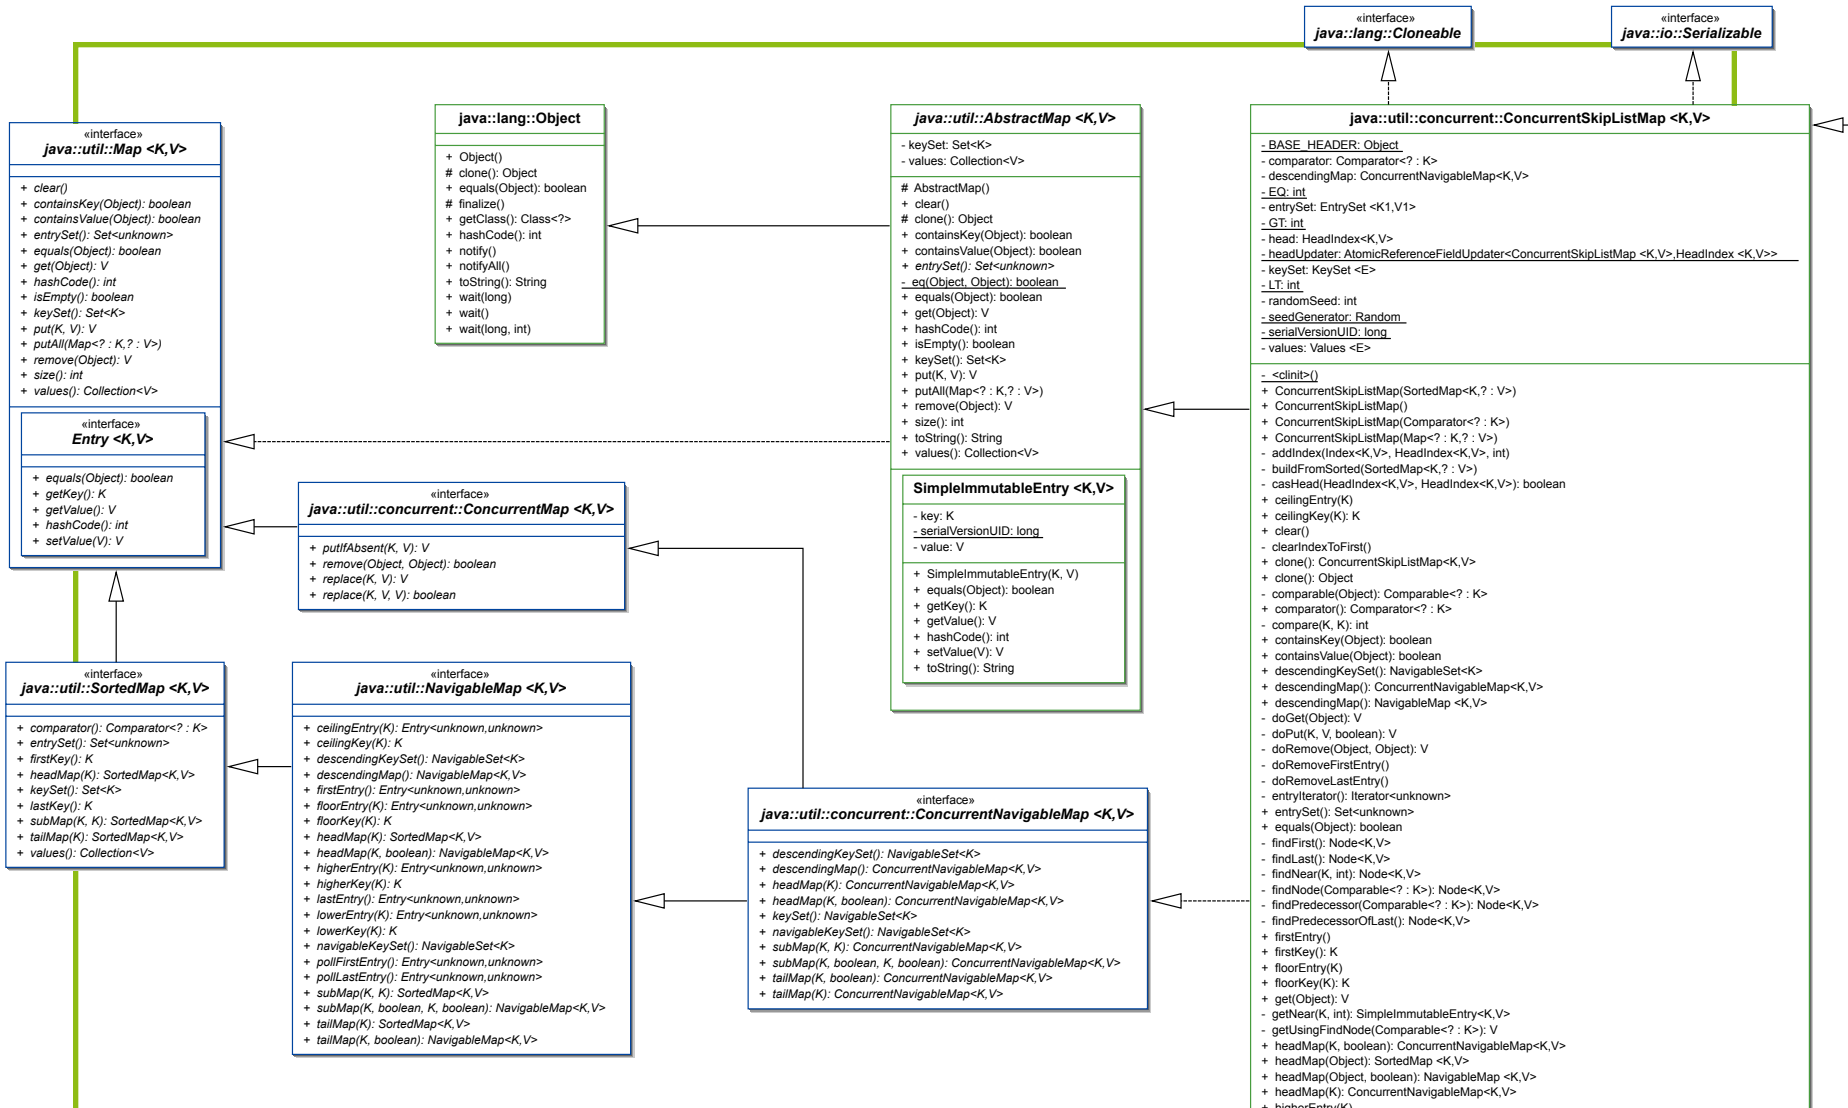 «interface»
java::lang::Cloneable
«interface»
java::io::Serializable
«interface»
java::util::Map <K,V>
+ clear()
+ containsKey(Object): boolean
+ containsValue(Object): boolean
+ entrySet(): Set<unknown>
+ equals(Object): boolean
+ get(Object): V
+ hashCode(): int
+ isEmpty(): boolean
+ keySet(): Set<K>
+ put(K, V): V
+ putAll(Map<? : K,? : V>)
+ remove(Object): V
+ size(): int
+ values(): Collection<V>
«interface»
Entry <K,V>
+ equals(Object): boolean
+ getKey(): K
+ getValue(): V
+ hashCode(): int
+ setValue(V): V
java::lang::Object
+ Object()
# clone(): Object
+ equals(Object): boolean
# finalize()
+ getClass(): Class<?>
+ hashCode(): int
+ notify()
+ notifyAll()
+ toString(): String
+ wait(long)
+ wait()
+ wait(long, int)
java::util::AbstractMap <K,V>
- keySet: Set<K>
- values: Collection<V>
# AbstractMap()
+ clear()
# clone(): Object
+ containsKey(Object): boolean
+ containsValue(Object): boolean
+ entrySet(): Set<unknown>
- eq(Object, Object): boolean
+ equals(Object): boolean
+ get(Object): V
+ hashCode(): int
+ isEmpty(): boolean
+ keySet(): Set<K>
+ put(K, V): V
+ putAll(Map<? : K,? : V>)
+ remove(Object): V
+ size(): int
+ toString(): String
+ values(): Collection<V>
SimpleImmutableEntry <K,V>
- key: K
- serialVersionUID: long
- value: V
+ SimpleImmutableEntry(K, V)
+ equals(Object): boolean
+ getKey(): K
+ getValue(): V
+ hashCode(): int
+ setValue(V): V
+ toString(): String
java::util::concurrent::ConcurrentSkipListMap <K,V>
- BASE_HEADER: Object
- comparator: Comparator<? : K>
- descendingMap: ConcurrentNavigableMap<K,V>
- EQ: int
- entrySet: EntrySet <K1,V1>
- GT: int
- head: HeadIndex<K,V>
- headUpdater: AtomicReferenceFieldUpdater<ConcurrentSkipListMap <K,V>,HeadIndex <K,V>>
- keySet: KeySet <E>
- LT: int
- randomSeed: int
- seedGenerator: Random
- serialVersionUID: long
- values: Values <E>
- <clinit>()
+ ConcurrentSkipListMap(SortedMap<K,? : V>)
+ ConcurrentSkipListMap()
+ ConcurrentSkipListMap(Comparator<? : K>)
+ ConcurrentSkipListMap(Map<? : K,? : V>)
- addIndex(Index<K,V>, HeadIndex<K,V>, int)
- buildFromSorted(SortedMap<K,? : V>)
- casHead(HeadIndex<K,V>, HeadIndex<K,V>): boolean
+ ceilingEntry(K)
+ ceilingKey(K): K
+ clear()
- clearIndexToFirst()
+ clone(): ConcurrentSkipListMap<K,V>
+ clone(): Object
- comparable(Object): Comparable<? : K>
+ comparator(): Comparator<? : K>
- compare(K, K): int
+ containsKey(Object): boolean
+ containsValue(Object): boolean
+ descendingKeySet(): NavigableSet<K>
+ descendingMap(): ConcurrentNavigableMap<K,V>
+ descendingMap(): NavigableMap <K,V>
- doGet(Object): V
- doPut(K, V, boolean): V
- doRemove(Object, Object): V
- doRemoveFirstEntry()
- doRemoveLastEntry()
- entryIterator(): Iterator<unknown>
+ entrySet(): Set<unknown>
+ equals(Object): boolean
- findFirst(): Node<K,V>
- findLast(): Node<K,V>
- findNear(K, int): Node<K,V>
- findNode(Comparable<? : K>): Node<K,V>
- findPredecessor(Comparable<? : K>): Node<K,V>
- findPredecessorOfLast(): Node<K,V>
+ firstEntry()
+ firstKey(): K
+ floorEntry(K)
+ floorKey(K): K
+ get(Object): V
- getNear(K, int): SimpleImmutableEntry<K,V>
- getUsingFindNode(Comparable<? : K>): V
+ headMap(K, boolean): ConcurrentNavigableMap<K,V>
+ headMap(Object): SortedMap <K,V>
+ headMap(Object, boolean): NavigableMap <K,V>
+ headMap(K): ConcurrentNavigableMap<K,V>
+ higherEntry(K)
«interface»
java::util::concurrent::ConcurrentMap <K,V>
+ putIfAbsent(K, V): V
+ remove(Object, Object): boolean
+ replace(K, V): V
+ replace(K, V, V): boolean
«interface»
java::util::SortedMap <K,V>
+ comparator(): Comparator<? : K>
+ entrySet(): Set<unknown>
+ firstKey(): K
+ headMap(K): SortedMap<K,V>
+ keySet(): Set<K>
+ lastKey(): K
+ subMap(K, K): SortedMap<K,V>
+ tailMap(K): SortedMap<K,V>
+ values(): Collection<V>
«interface»
java::util::NavigableMap <K,V>
+ ceilingEntry(K): Entry<unknown,unknown>
+ ceilingKey(K): K
+ descendingKeySet(): NavigableSet<K>
+ descendingMap(): NavigableMap<K,V>
+ firstEntry(): Entry<unknown,unknown>
+ floorEntry(K): Entry<unknown,unknown>
+ floorKey(K): K
+ headMap(K): SortedMap<K,V>
+ headMap(K, boolean): NavigableMap<K,V>
+ higherEntry(K): Entry<unknown,unknown>
+ higherKey(K): K
+ lastEntry(): Entry<unknown,unknown>
+ lowerEntry(K): Entry<unknown,unknown>
+ lowerKey(K): K
+ navigableKeySet(): NavigableSet<K>
+ pollFirstEntry(): Entry<unknown,unknown>
+ pollLastEntry(): Entry<unknown,unknown>
+ subMap(K, K): SortedMap<K,V>
+ subMap(K, boolean, K, boolean): NavigableMap<K,V>
+ tailMap(K): SortedMap<K,V>
+ tailMap(K, boolean): NavigableMap<K,V>
«interface»
java::util::concurrent::ConcurrentNavigableMap <K,V>
+ descendingKeySet(): NavigableSet<K>
+ descendingMap(): ConcurrentNavigableMap<K,V>
+ headMap(K): ConcurrentNavigableMap<K,V>
+ headMap(K, boolean): ConcurrentNavigableMap<K,V>
+ keySet(): NavigableSet<K>
+ navigableKeySet(): NavigableSet<K>
+ subMap(K, K): ConcurrentNavigableMap<K,V>
+ subMap(K, boolean, K, boolean): ConcurrentNavigableMap<K,V>
+ tailMap(K, boolean): ConcurrentNavigableMap<K,V>
+ tailMap(K): ConcurrentNavigableMap<K,V>